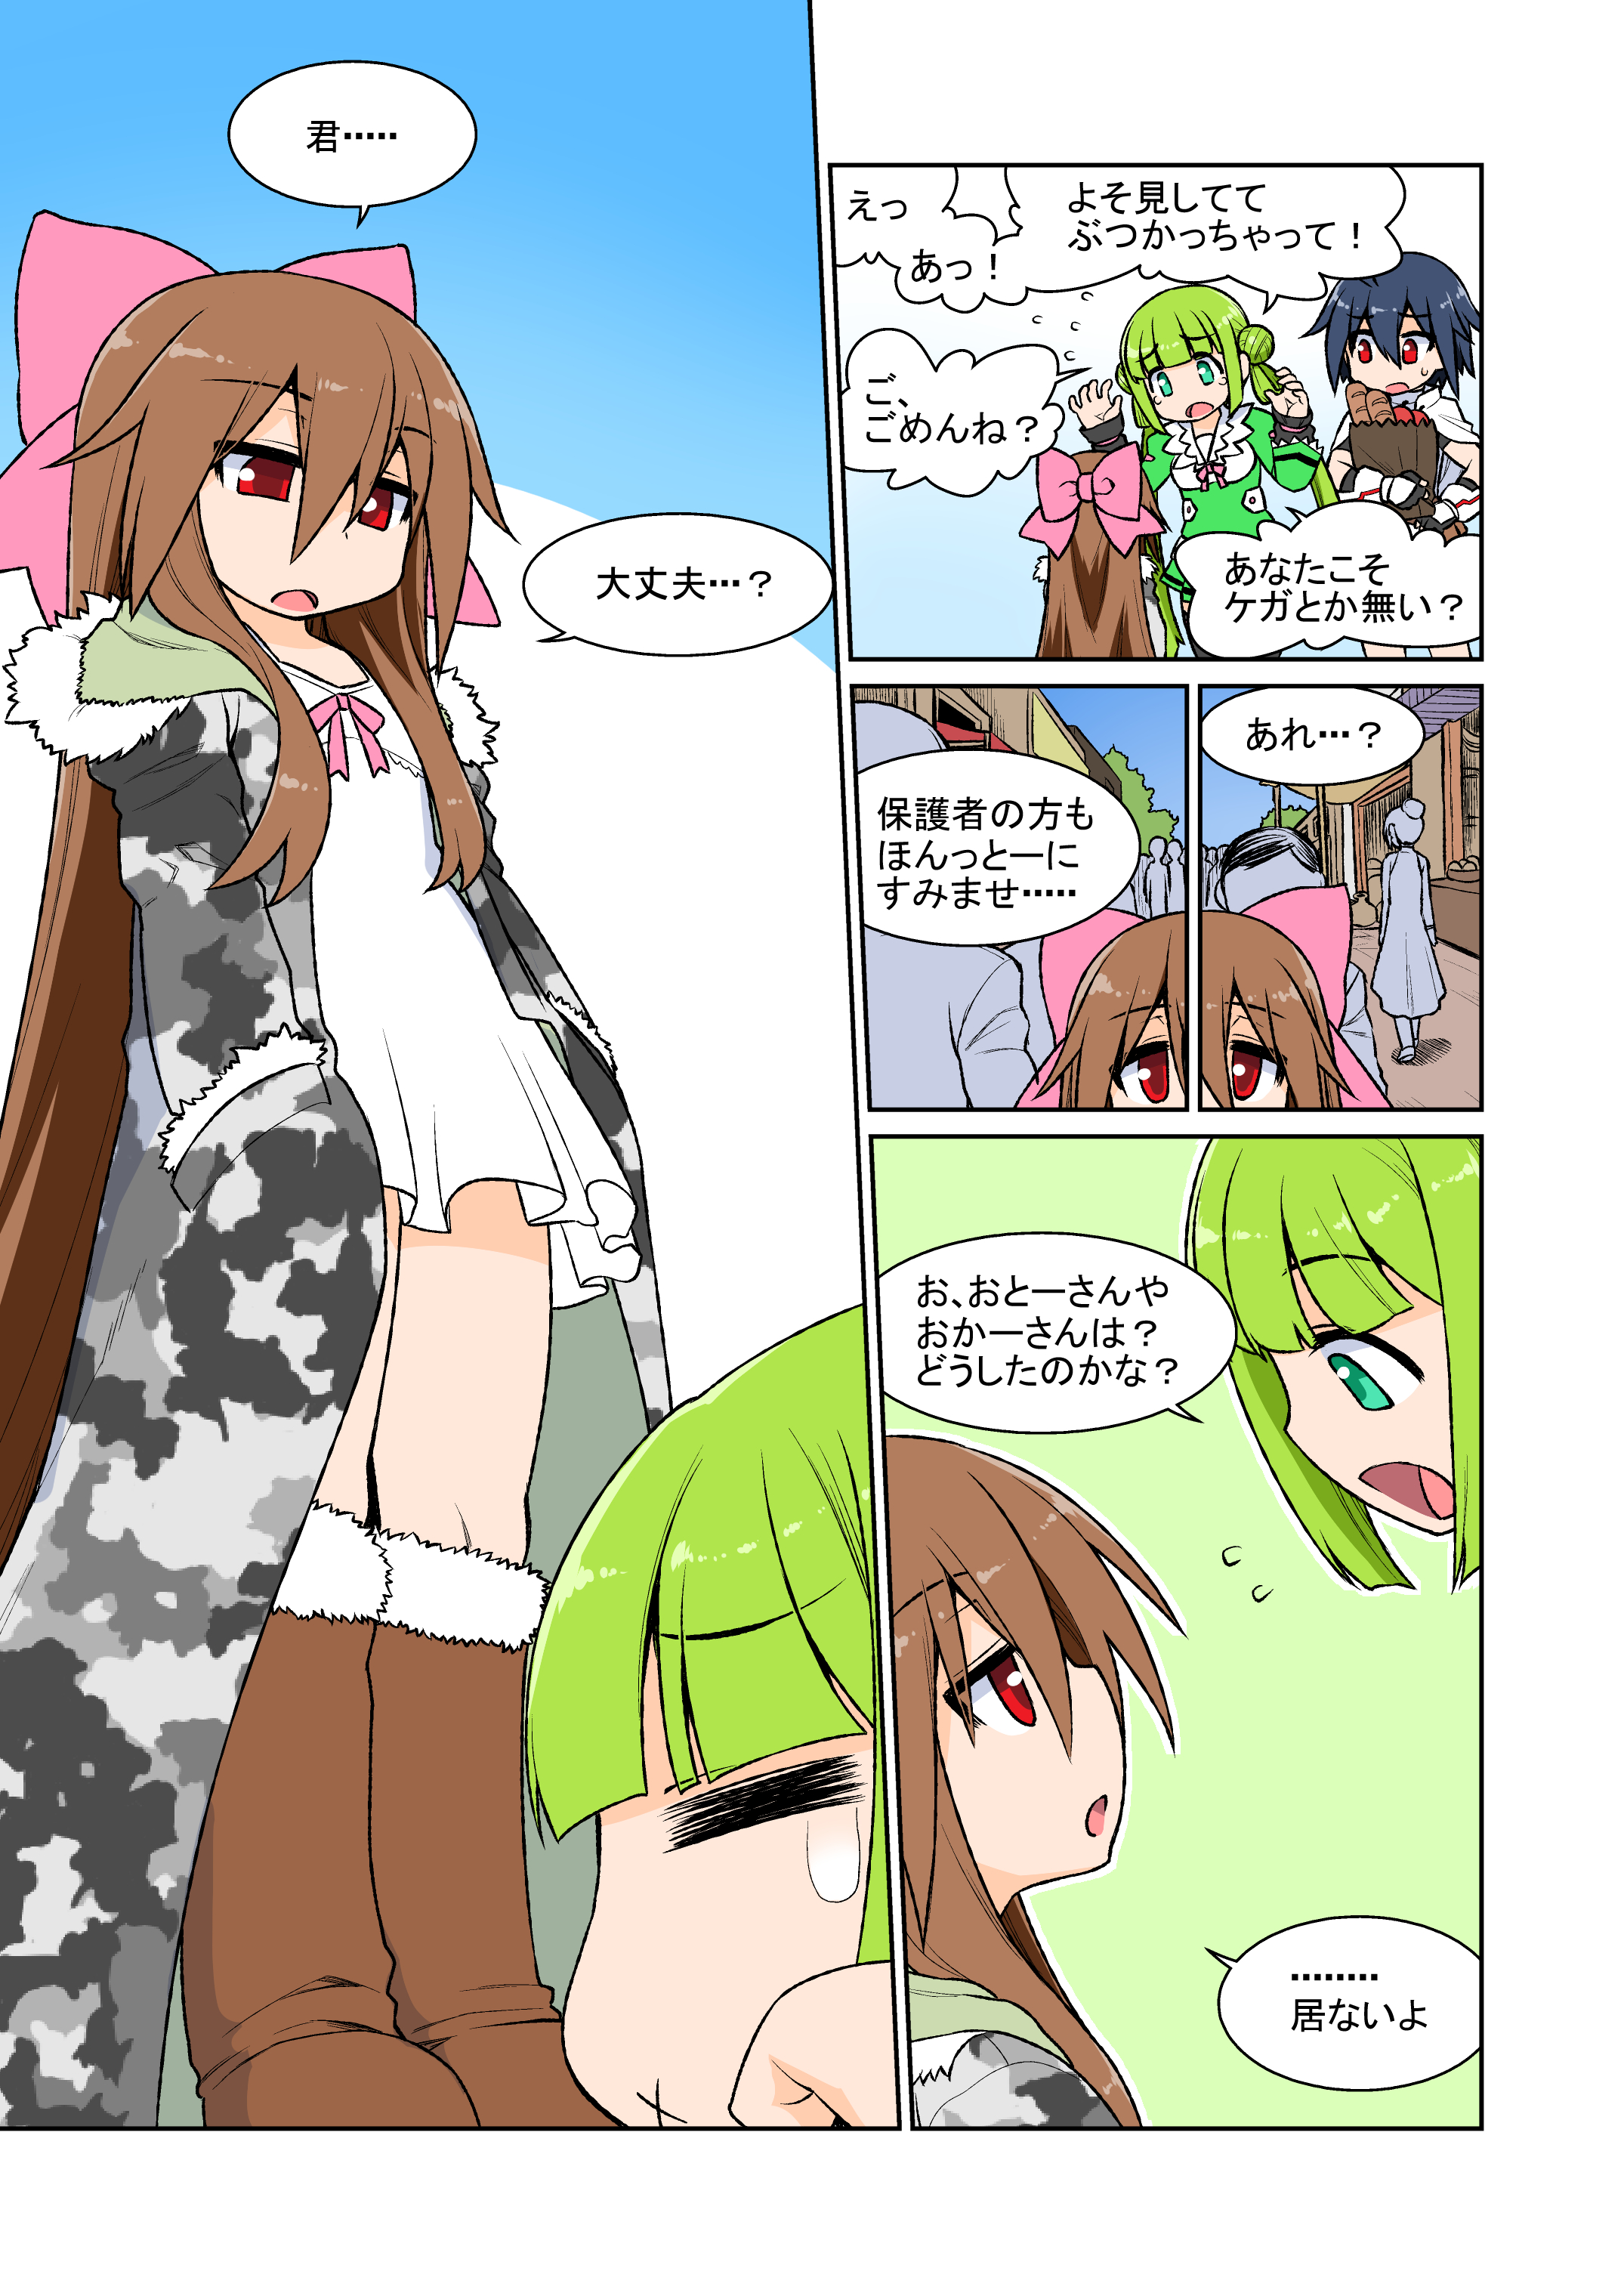 君‥‥‥
大丈夫…？
えっ
あっ！
ご、
ごめんね？
よそ見してて
ぶつかっちゃって！
あなたこそ
ケガとか無い？
保護者の方も
ほんっとーに
すみませ‥‥‥
あれ…？
お、おとーさんや
おかーさんは？
どうしたのかな？
‥‥‥‥
居ないよ